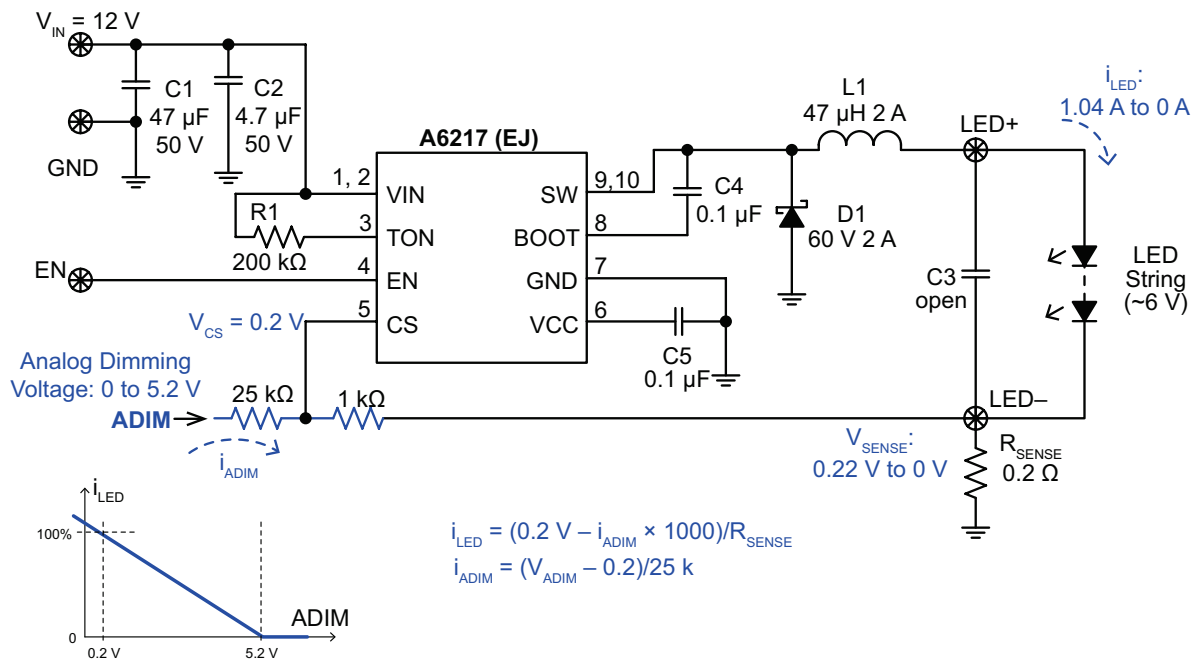 V_IN = 12 V
C1
47 µF
50 V
C2
4.7 µF
50 V
GND
A6217 (EJ)
1, 2
VIN
R1
200 kΩ
3
TON
EN
4
EN
5
CS
SW
9,10
BOOT
8
GND
7
VCC
6
C4
0.1 µF
C5
0.1 µF
D1
60 V 2 A
L1
47 µH 2 A
LED+
i_LED:
1.04 A to 0 A
C3
open
LED
String
(~6 V)
V_CS = 0.2 V
Analog Dimming
Voltage: 0 to 5.2 V
ADIM
25 kΩ
1 kΩ
i_ADIM
LED–
V_SENSE:
0.22 V to 0 V
R_SENSE
0.2 Ω
i_LED
100%
0
0.2 V
5.2 V
ADIM
i_LED = (0.2 V – i_ADIM × 1000)/R_SENSE
i_ADIM = (V_ADIM – 0.2)/25 k